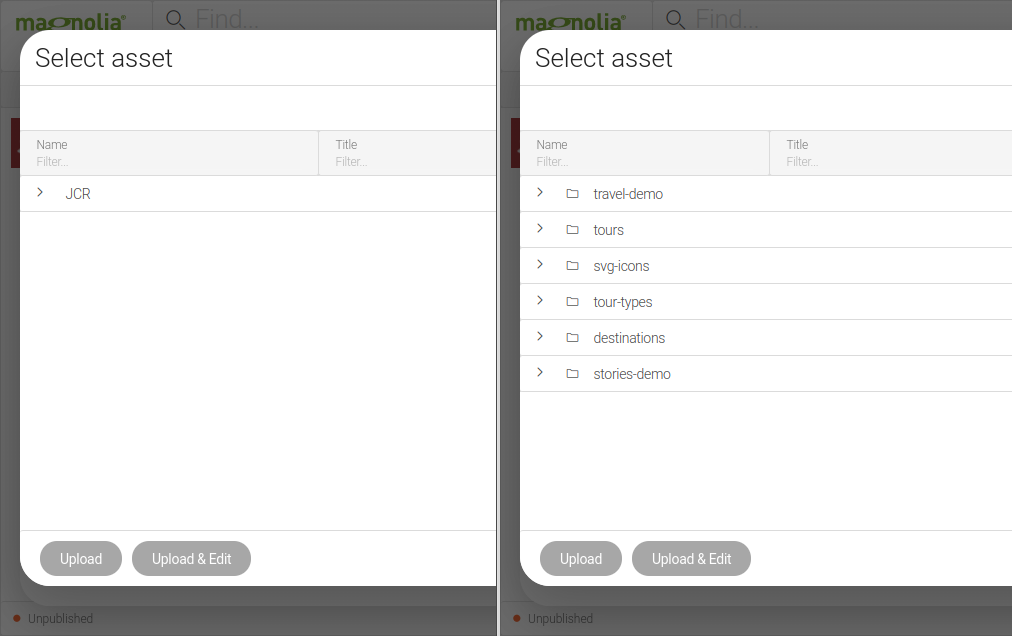 magnolia®
Find...
Select asset
Name
Title
Filter...
Filter...
JCR
Upload
Upload & Edit
Unpublished
magnolia®
Find...
Select asset
Name
Title
Filter...
Filter...
travel-demo
tours
svg-icons
tour-types
destinations
stories-demo
Upload
Upload & Edit
Unpublished